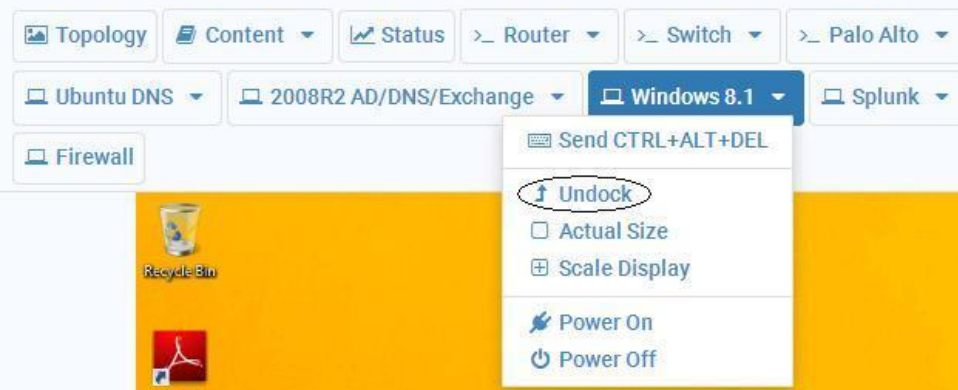 Topology Content Status >_ Router >_ Switch >_ Palo Alto
Ubuntu DNS 2008R2 AD/DNS/Exchange Windows 8.1 Splunk
Firewall
Send CTRL+ALT+DEL
Undock
Actual Size
Scale Display
Power On
Power Off
Recycle Bin